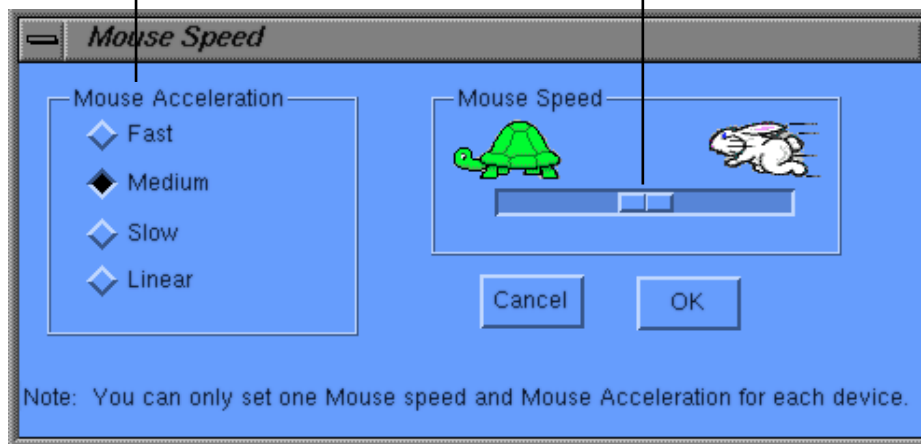 Mouse Speed
Mouse Acceleration
Fast
Medium
Slow
Linear
Mouse Speed
Cancel
OK
Note: You can only set one Mouse speed and Mouse Acceleration for each device.